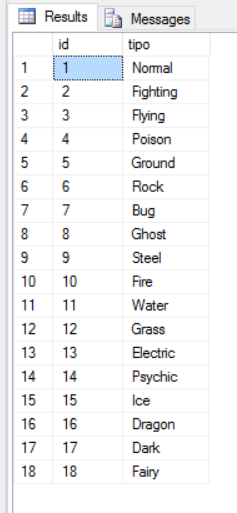 Results Messages
id tipo
1 1 Normal
2 2 Fighting
3 3 Flying
4 4 Poison
5 5 Ground
6 6 Rock
7 7 Bug
8 8 Ghost
9 9 Steel
10 10 Fire
11 11 Water
12 12 Grass
13 13 Electric
14 14 Psychic
15 15 Ice
16 16 Dragon
17 17 Dark
18 18 Fairy